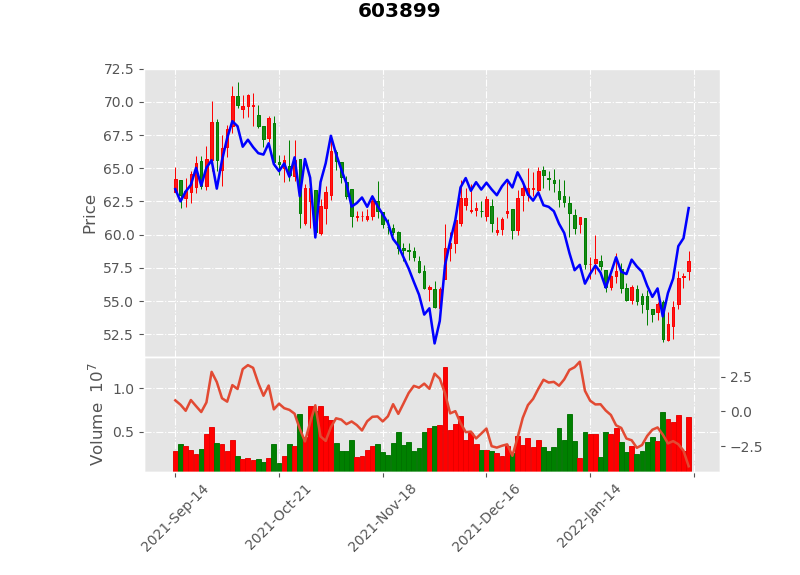 603899
72.5
70.0
67.5
65.0
62.5
60.0
57.5
55.0
52.5
Price
1.0
0.5
Volume 10^7
2.5
0.0
−2.5
2021-Sep-14
2021-Oct-21
2021-Nov-18
2021-Dec-16
2022-Jan-14